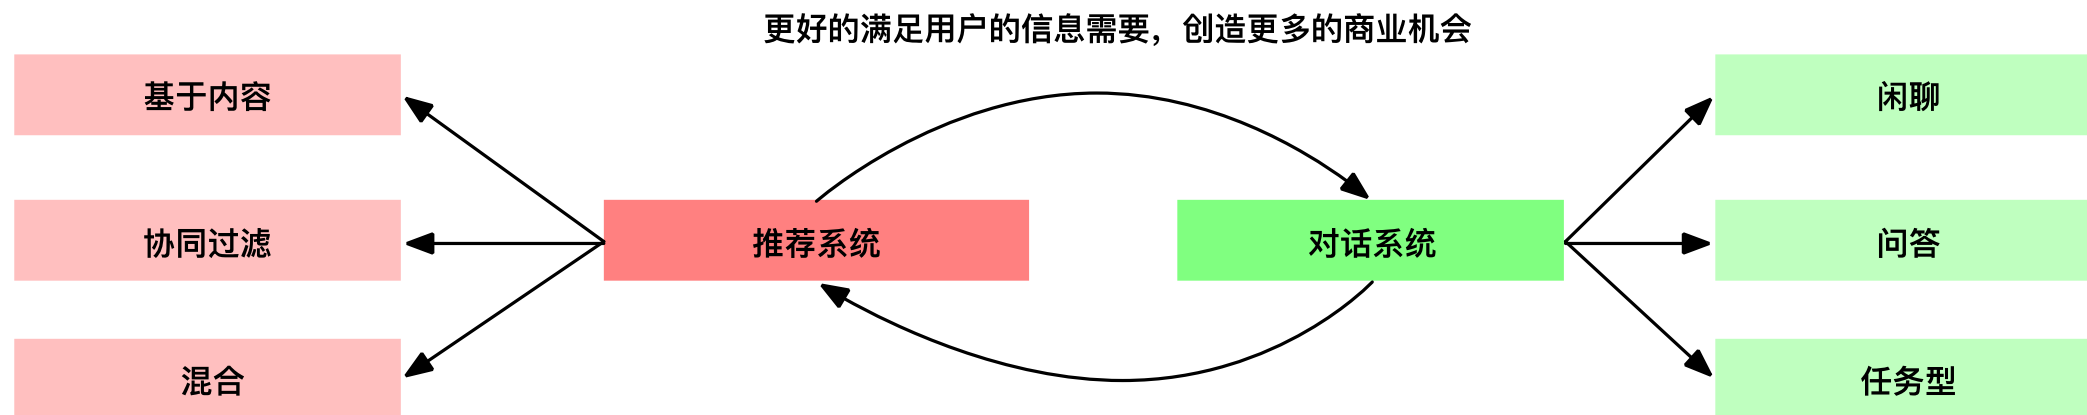 更好的满足用户的信息需要，创造更多的商业机会
基于内容
闲聊
协同过滤
推荐系统
对话系统
问答
混合
任务型